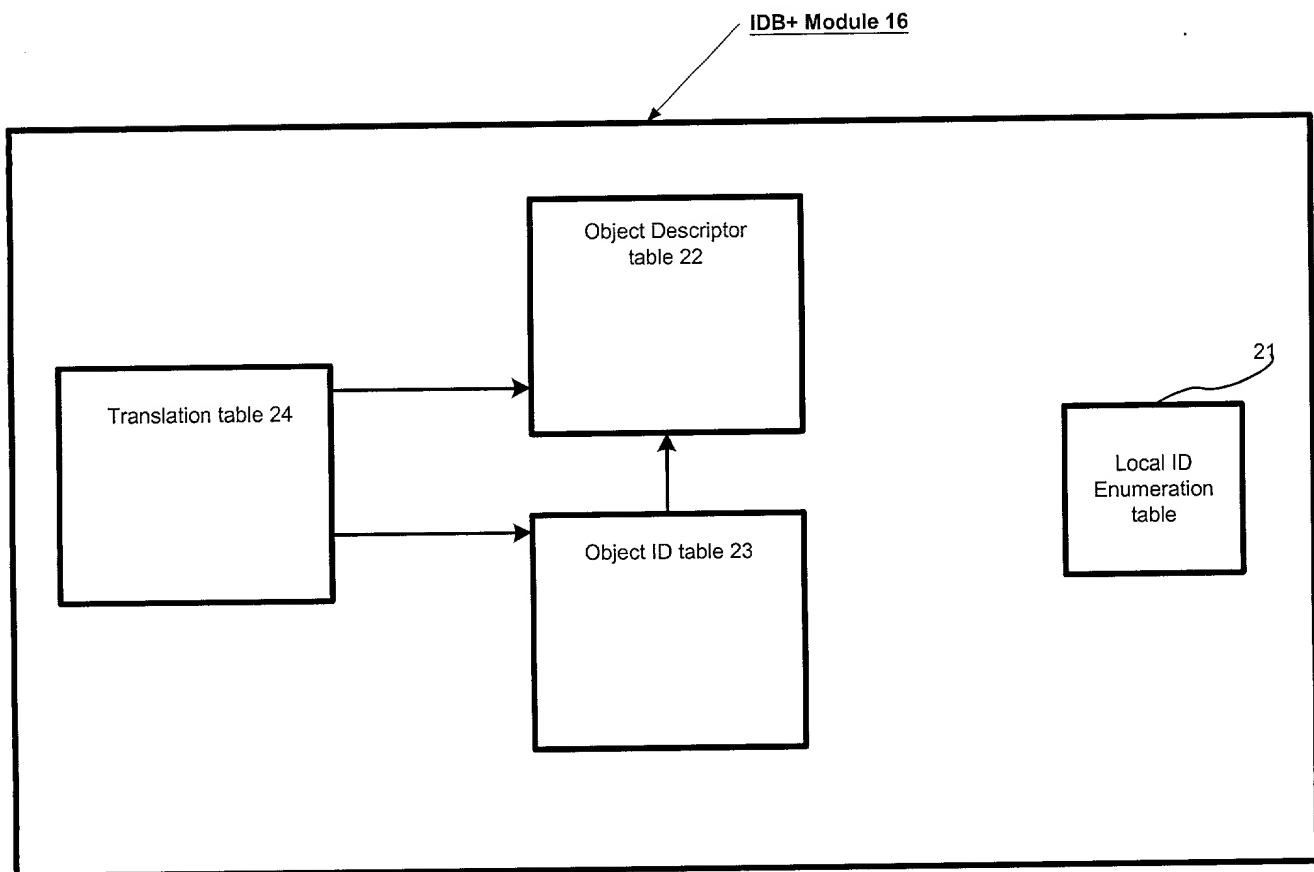 IDB+ Module 16
Object Descriptor
table 22
21
Translation table 24
Local ID
Enumeration
table
Object ID table 23